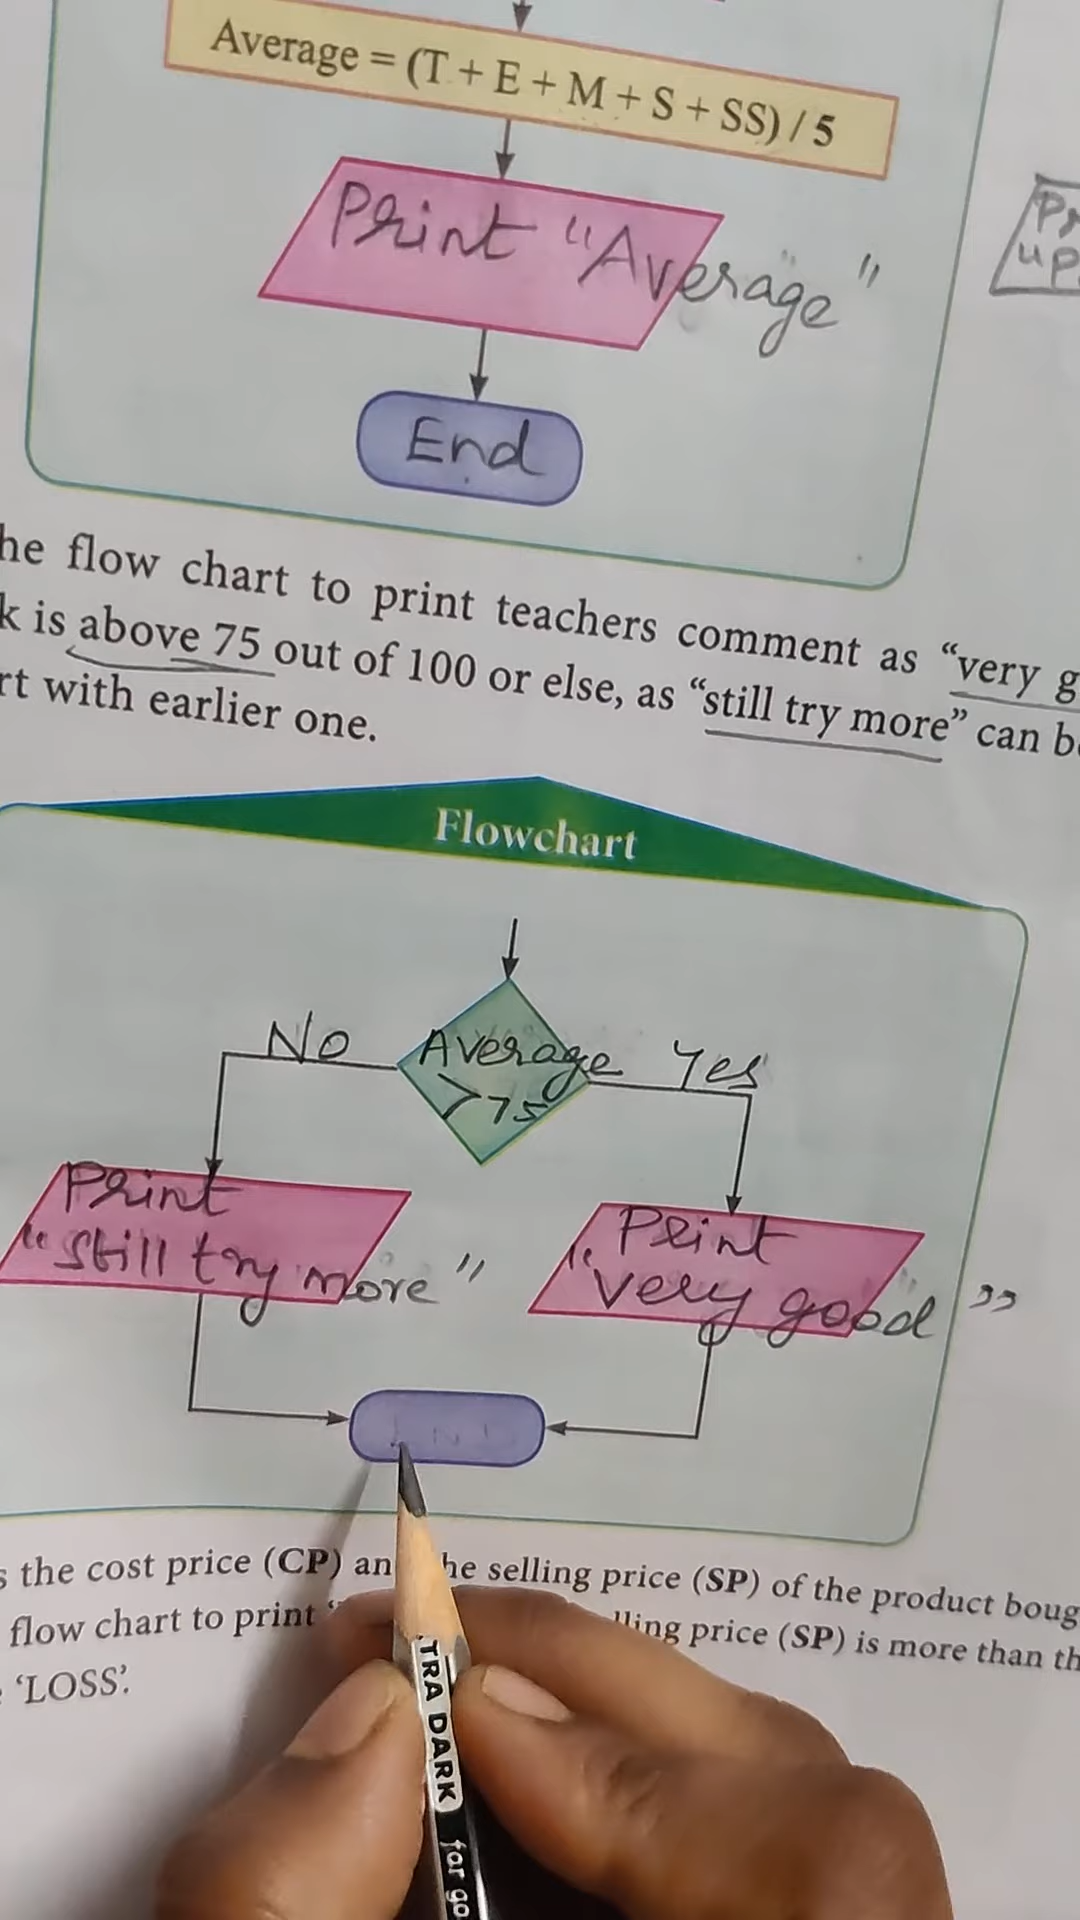 Average = (T + E + M + S + SS) / 5
Print "Average"
End
he flow chart to print teachers comment as "very g
k is above 75 out of 100 or else, as "still try more" can b
rt with earlier one.
Flowchart
No
Average
>75
Yes
Print
"still try more"
Print
"very good"
s the cost price (CP) an he selling price (SP) of the product boug
flow chart to print lling price (SP) is more than th
'LOSS'.
TRA DARK
for go